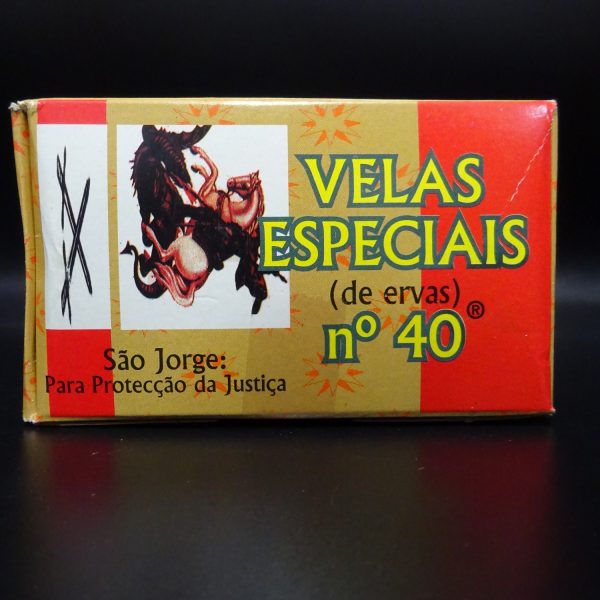 VELAS
ESPECIAIS
(de ervas)
nº 40®
São Jorge:
Para Protecção da Justiça